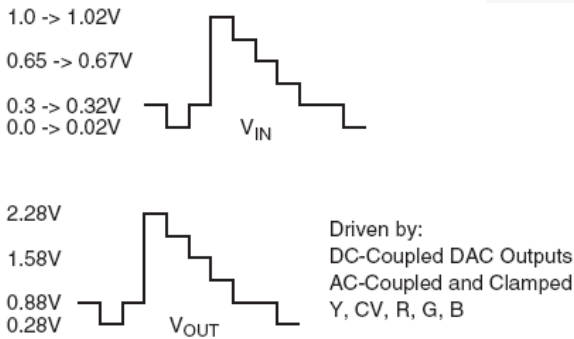 1.0 -> 1.02V
0.65 -> 0.67V
0.3 -> 0.32V
0.0 -> 0.02V
VIN
2.28V
1.58V
0.88V
0.28V
VOUT
Driven by:
DC-Coupled DAC Outputs
AC-Coupled and Clamped
Y, CV, R, G, B